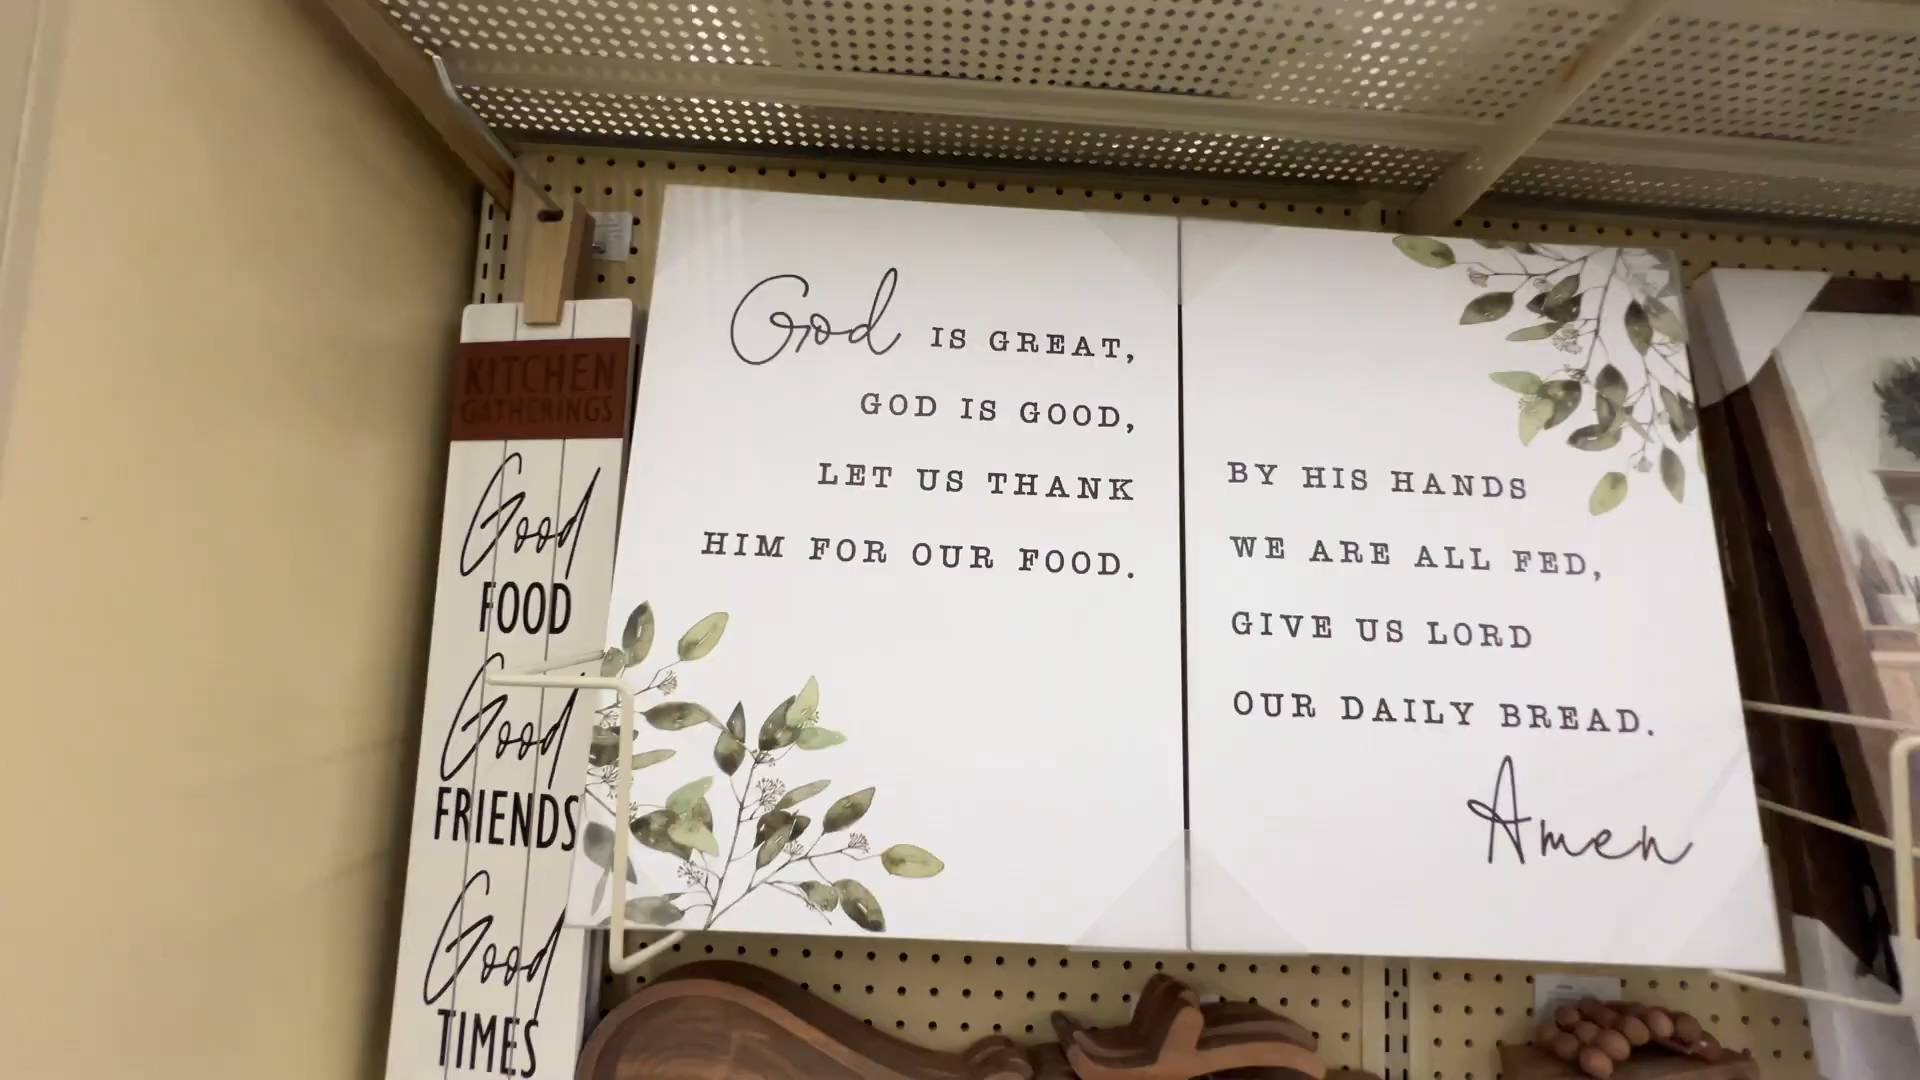 KITCHEN
GATHERINGS
Good
FOOD
Good
FRIENDS
Good
TIMES
God IS GREAT,
GOD IS GOOD,
LET US THANK
HIM FOR OUR FOOD.
BY HIS HANDS
WE ARE ALL FED,
GIVE US LORD
OUR DAILY BREAD.
Amen